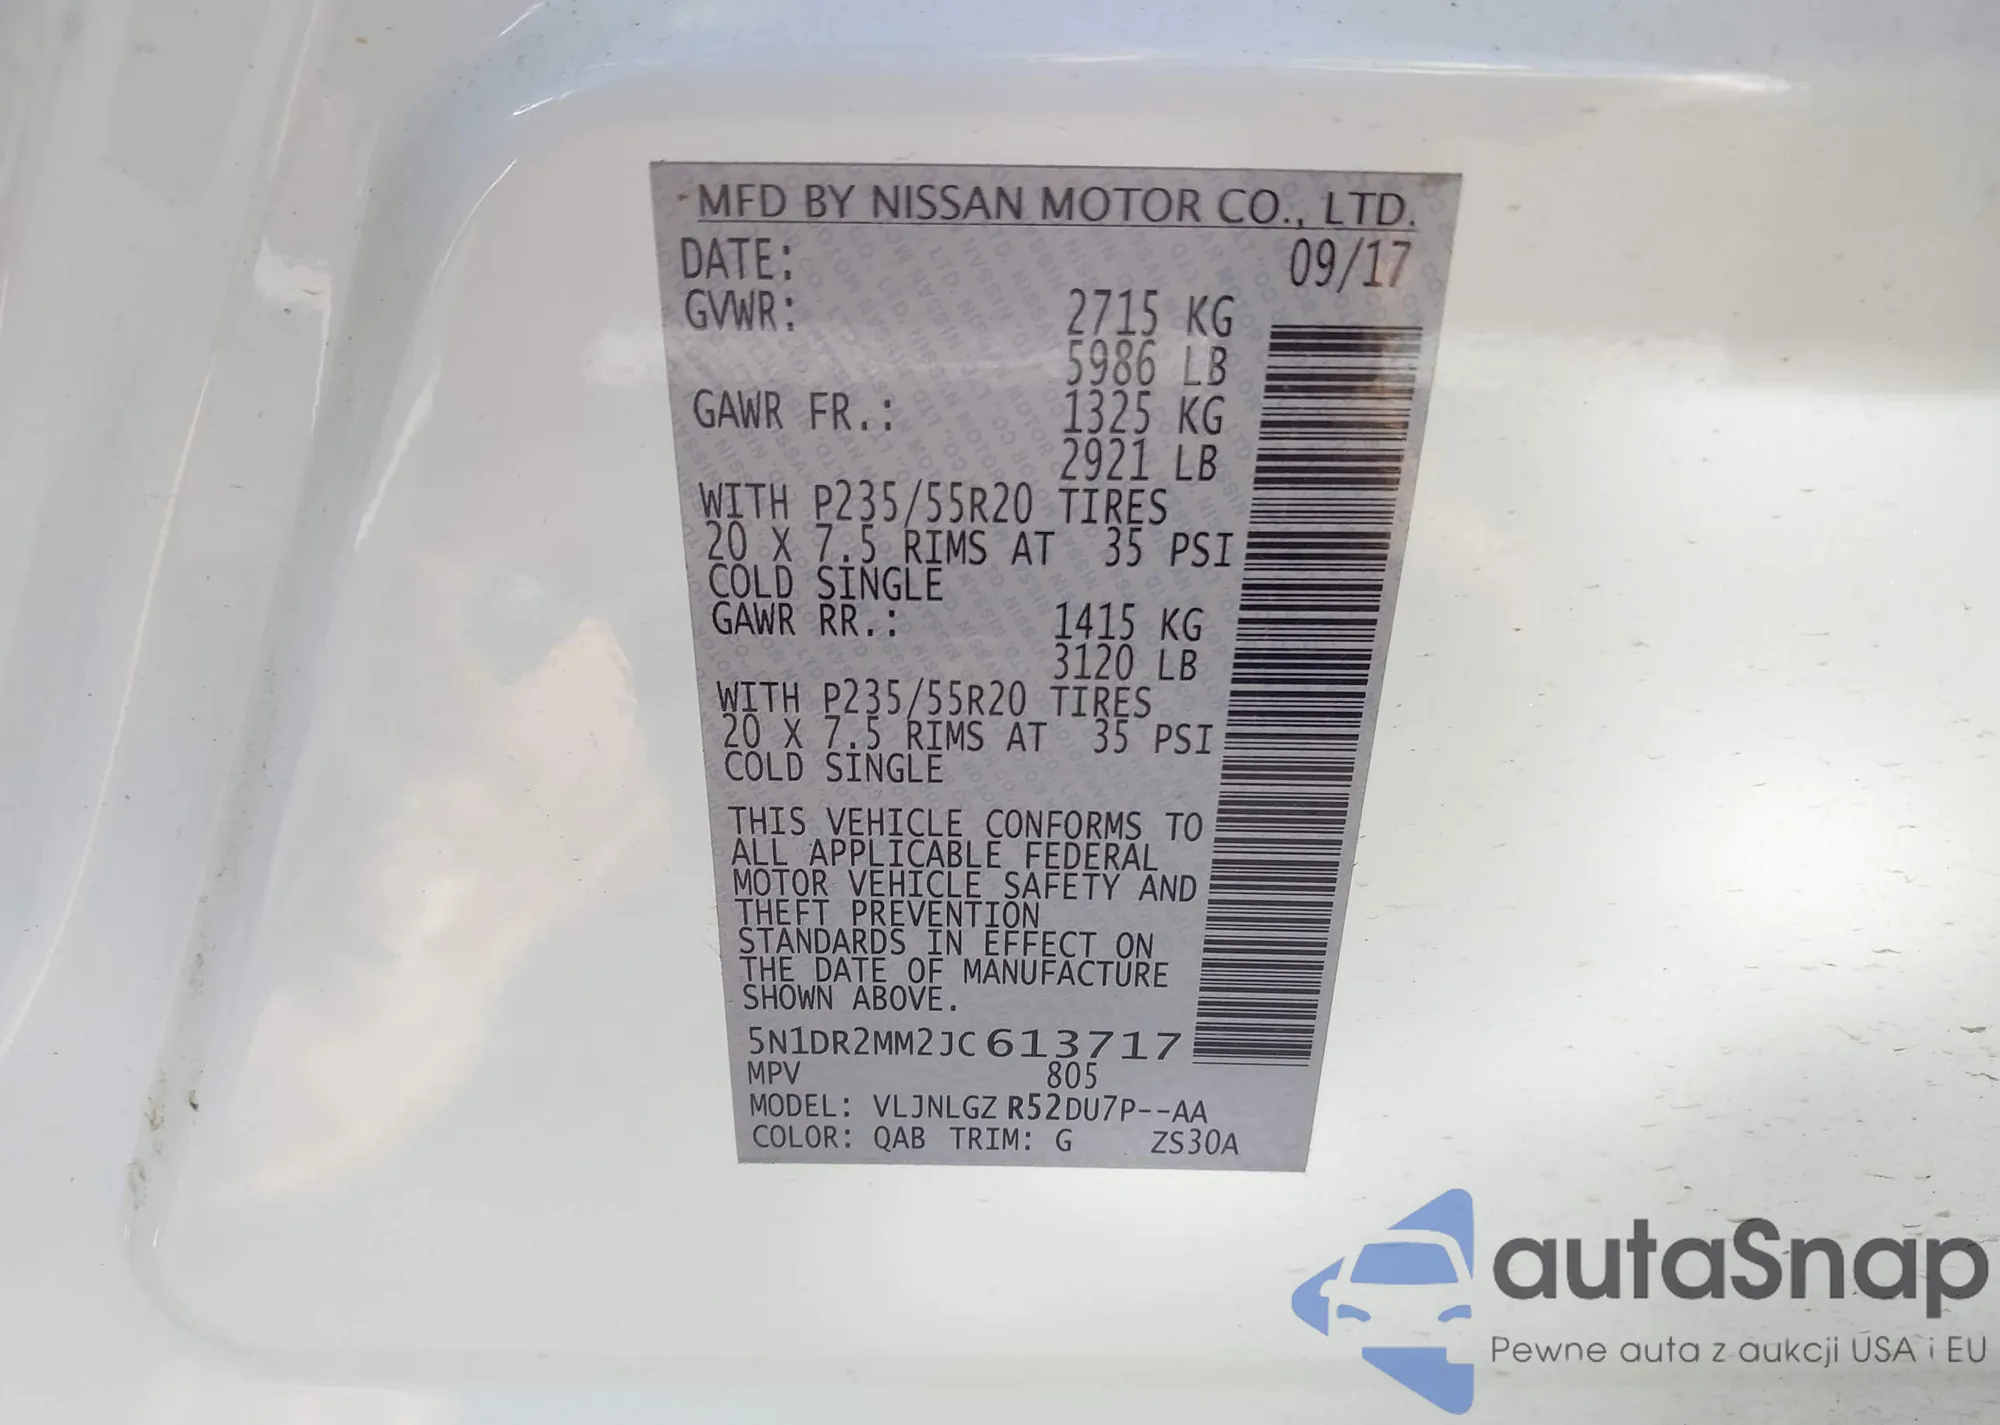 MFD BY NISSAN MOTOR CO., LTD.
DATE: 09/17
GVWR: 2715 KG
5986 LB
GAWR FR.: 1325 KG
2921 LB
WITH P235/55R20 TIRES
20 X 7.5 RIMS AT 35 PSI
COLD SINGLE
GAWR RR.: 1415 KG
3120 LB
WITH P235/55R20 TIRES
20 X 7.5 RIMS AT 35 PSI
COLD SINGLE
THIS VEHICLE CONFORMS TO
ALL APPLICABLE FEDERAL
MOTOR VEHICLE SAFETY AND
THEFT PREVENTION
STANDARDS IN EFFECT ON
THE DATE OF MANUFACTURE
SHOWN ABOVE.
5N1DR2MM2JC613717
MPV 805
MODEL: VLJNLGZ R52DU7P--AA
COLOR: QAB TRIM: G ZS30A
autaSnap
Pewne auta z aukcji USA i EU